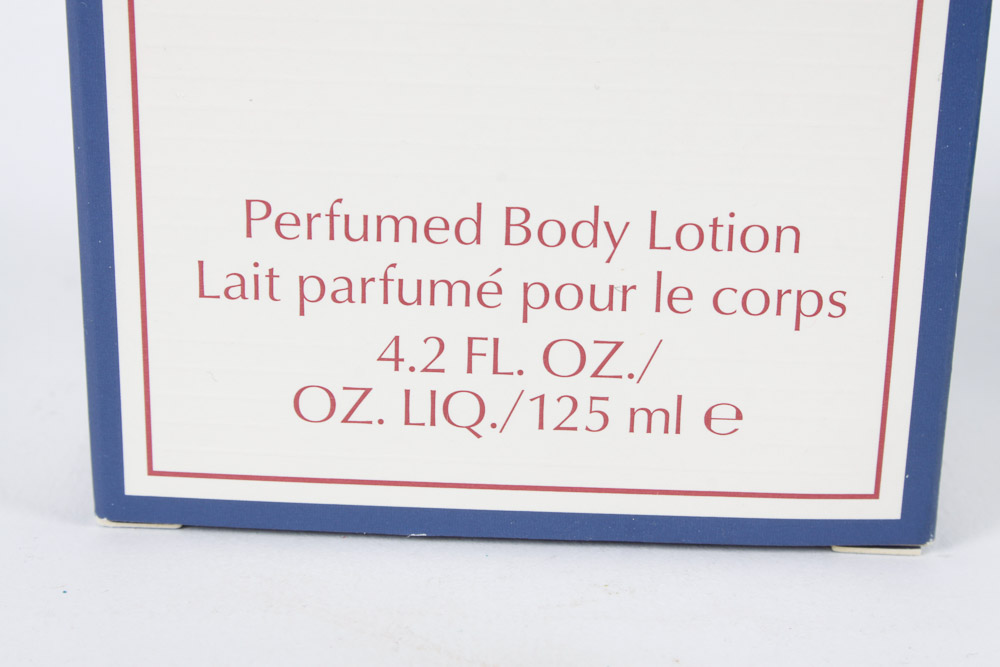 Perfumed Body Lotion
Lait parfumé pour le corps
4.2 FL. OZ./
OZ. LIQ./125 ml ℮